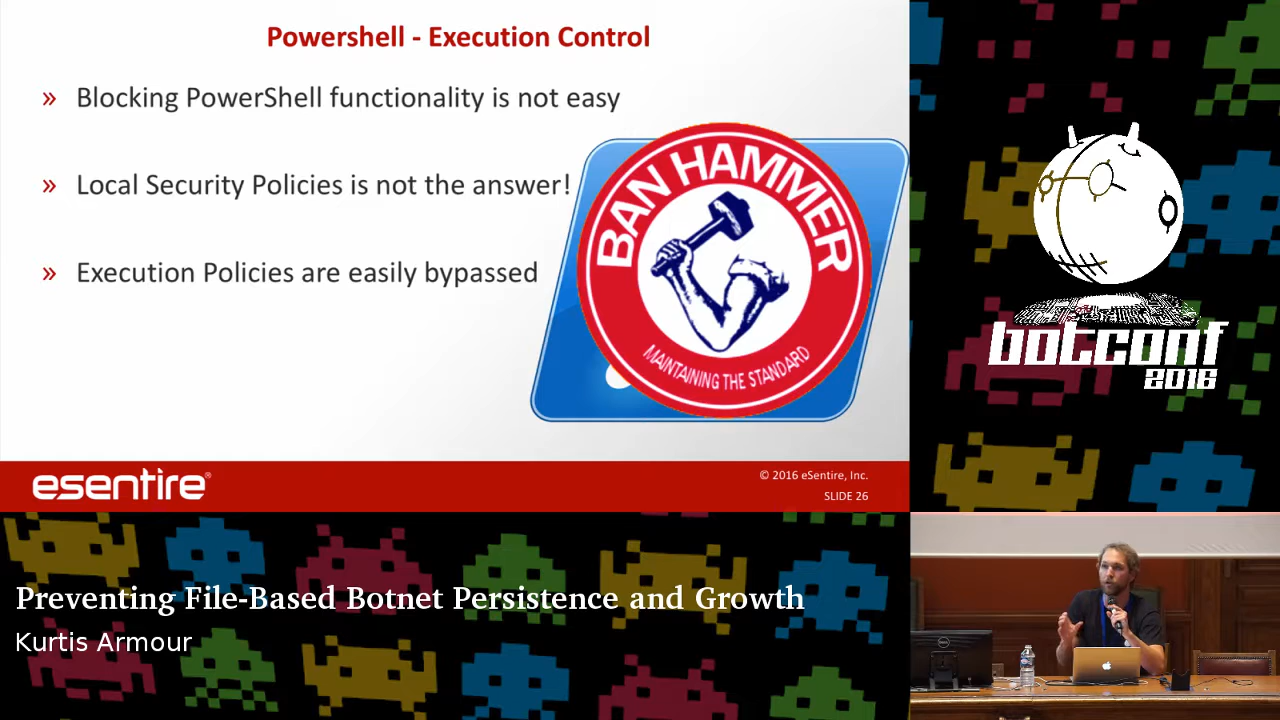 Powershell - Execution Control
» Blocking PowerShell functionality is not easy
» Local Security Policies is not the answer!
» Execution Policies are easily bypassed
BAN HAMMER
MAINTAINING THE STANDARD
esentire®
© 2016 eSentire, Inc.
SLIDE 26
botconf
2016
Preventing File-Based Botnet Persistence and Growth
Kurtis Armour
DELL